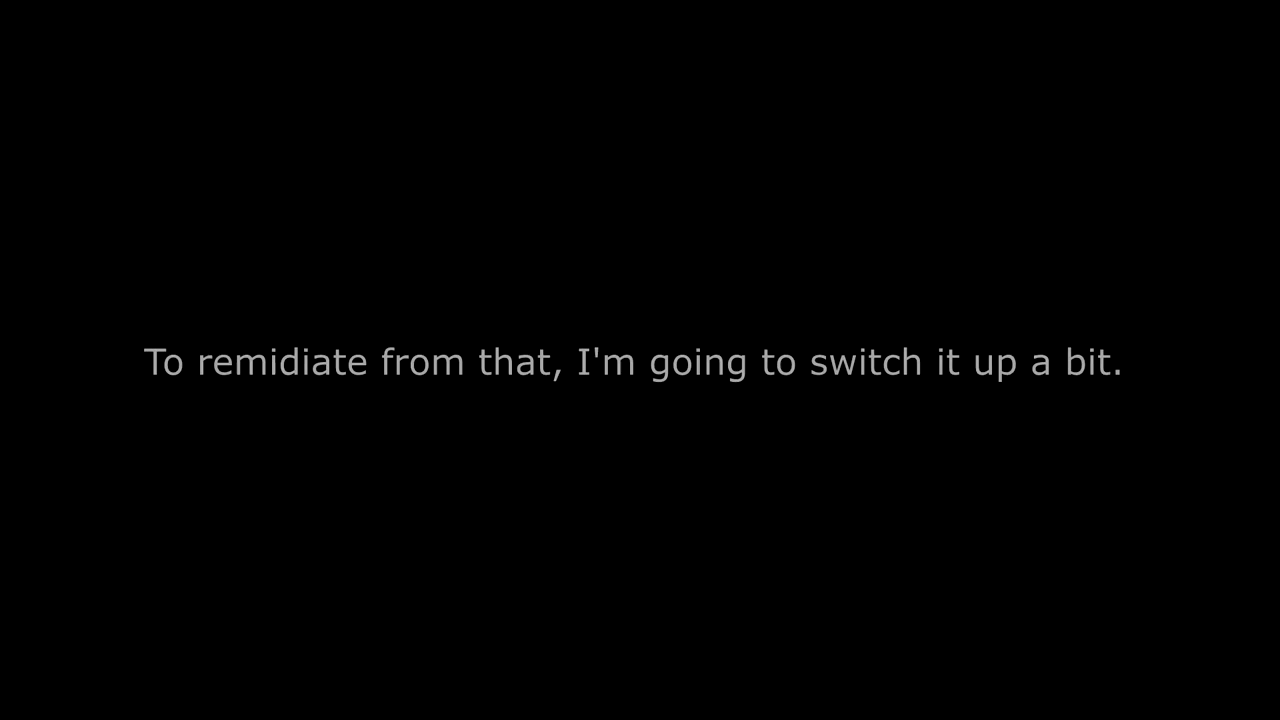 To remidiate from that, I'm going to switch it up a bit.